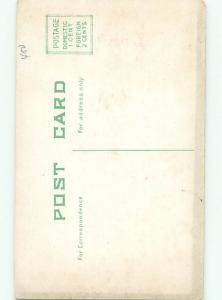 POST CARD
For Correspondence
For address only
POSTAGE
DOMESTIC
1 CENT
FOREIGN
2 CENTS